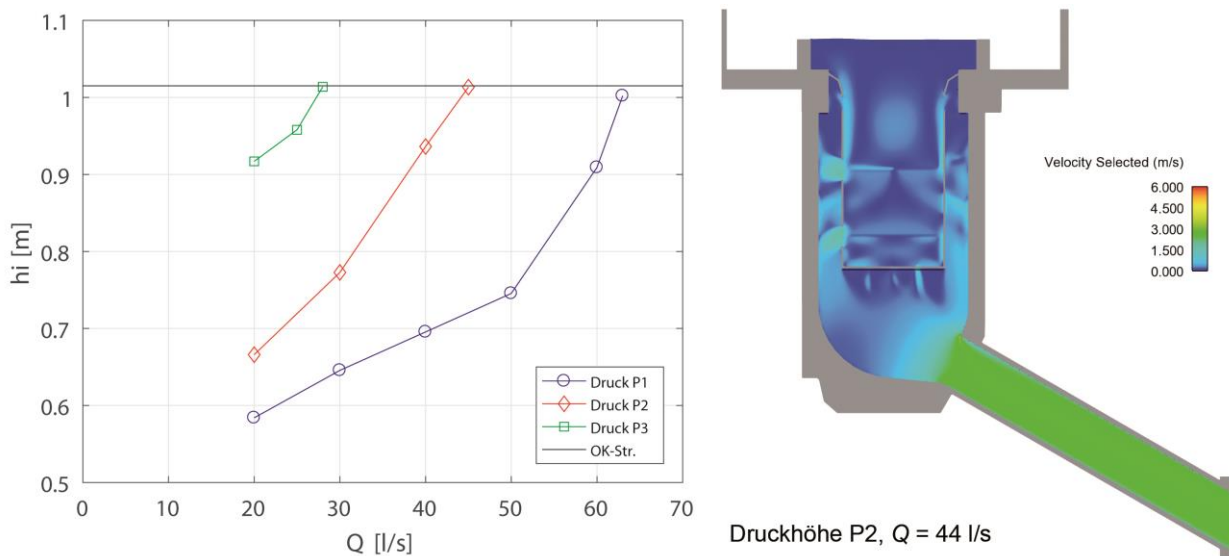 1.1
1
0.9
0.8
0.7
0.6
0.5
hi [m]
0 10 20 30 40 50 60 70
Q [l/s]
Druck P1
Druck P2
Druck P3
OK-Str.
Velocity Selected (m/s)
6.000
4.500
3.000
1.500
0.000
Druckhöhe P2, Q = 44 l/s